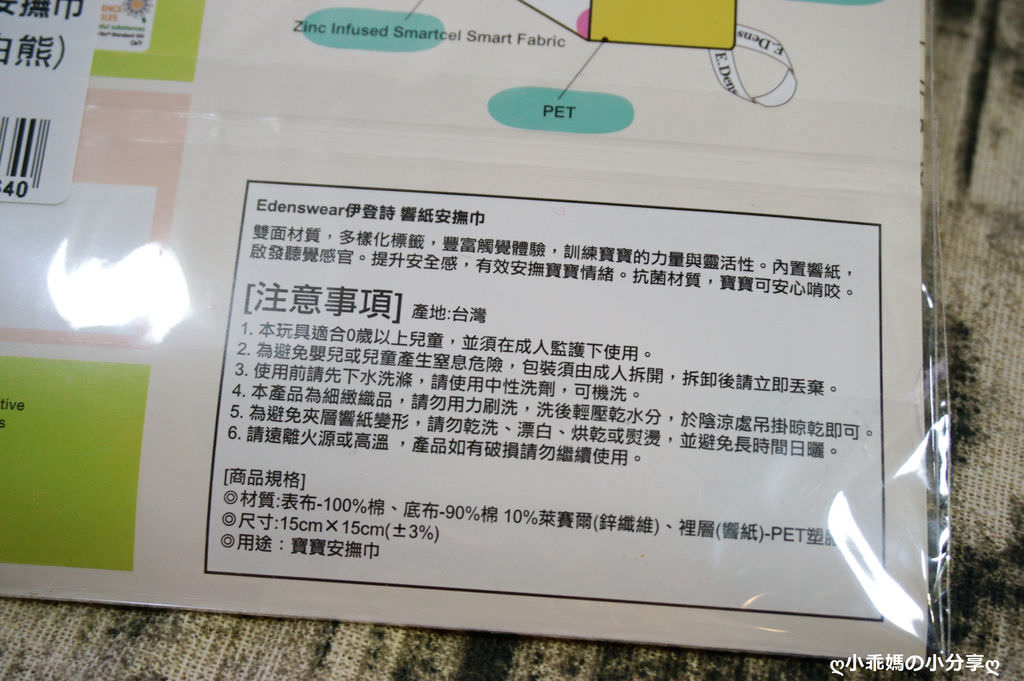 安撫巾
白熊)
640
Zinc Infused Smartcel Smart Fabric
PET
E.Dens
E.Dens
tive
s
Edenswear伊登詩 響紙安撫巾
雙面材質，多樣化標籤，豐富觸覺體驗，訓練寶寶的力量與靈活性。內置響紙，
啟發聽覺感官。提升安全感，有效安撫寶寶情緒。抗菌材質，寶寶可安心啃咬。
[注意事項] 產地:台灣
1. 本玩具適合0歲以上兒童，並須在成人監護下使用。
2. 為避免嬰兒或兒童產生窒息危險，包裝須由成人拆開，拆卸後請立即丟棄。
3. 使用前請先下水洗滌，請使用中性洗劑，可機洗。
4. 本產品為細緻織品，請勿用力刷洗，洗後輕壓乾水分，於陰涼處吊掛晾乾即可。
5. 為避免夾層響紙變形，請勿乾洗、漂白、烘乾或熨燙，並避免長時間日曬。
6. 請遠離火源或高溫 ，產品如有破損請勿繼續使用。
[商品規格]
◎材質:表布-100%棉、底布-90%棉 10%萊賽爾(鋅纖維)、裡層(響紙)-PET塑
◎尺寸:15cm×15cm(±3%)
◎用途：寶寶安撫巾
ღ小乖媽の小分享ღ